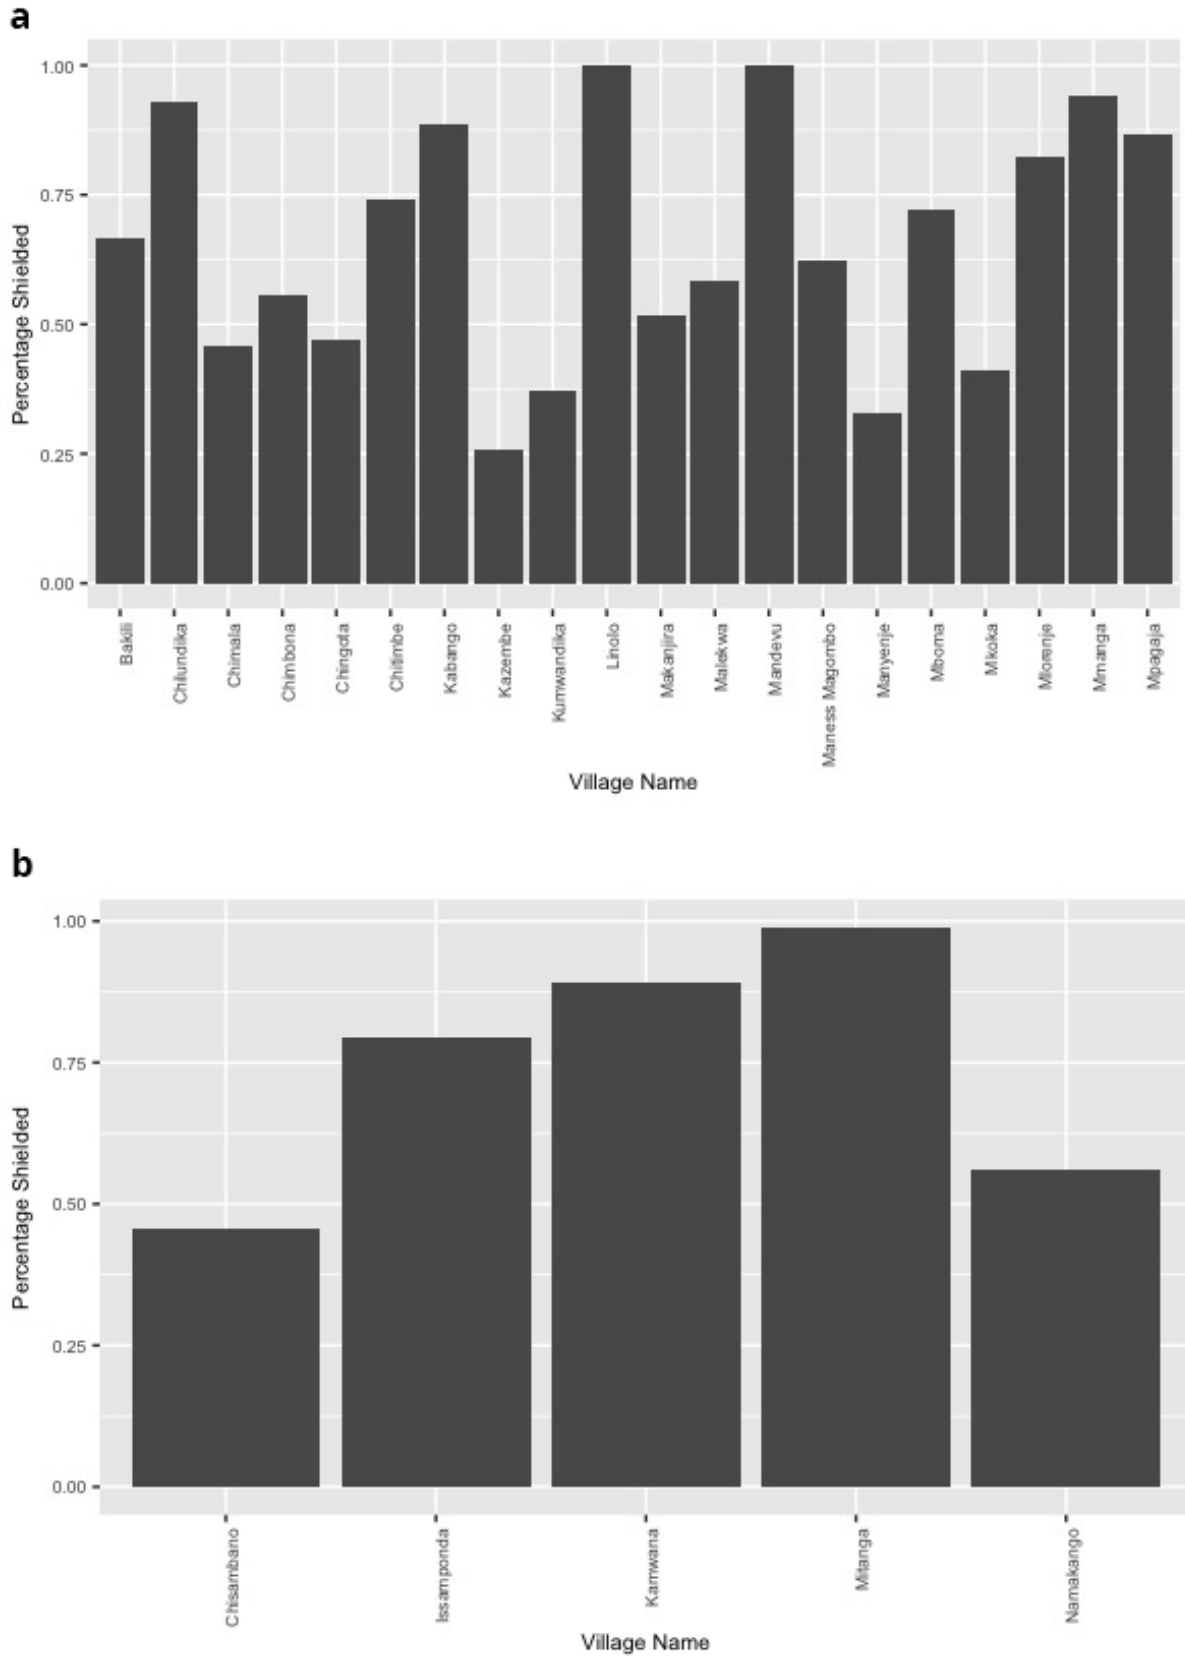 a
Percentage Shielded
1.00
0.75
0.50
0.25
0.00
Bakili
Chilundika
Chimala
Chimbona
Chingota
Chitimbe
Kabango
Kazembe
Kumwandika
Linolo
Makanjira
Malekwa
Mandevu
Maness Magombo
Manyenje
Mboma
Mkoka
Mlorenje
Mmanga
Mpagaja
Village Name
b
Percentage Shielded
1.00
0.75
0.50
0.25
0.00
Chisambano
Issamponda
Kamwana
Mitanga
Namakango
Village Name